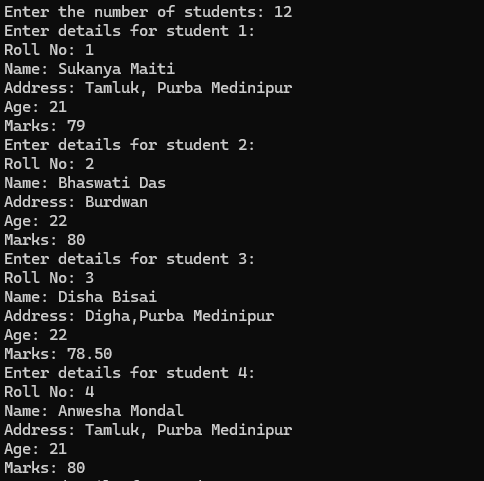 Enter the number of students: 12
Enter details for student 1:
Roll No: 1
Name: Sukanya Maiti
Address: Tamluk, Purba Medinipur
Age: 21
Marks: 79
Enter details for student 2:
Roll No: 2
Name: Bhaswati Das
Address: Burdwan
Age: 22
Marks: 80
Enter details for student 3:
Roll No: 3
Name: Disha Bisai
Address: Digha,Purba Medinipur
Age: 22
Marks: 78.50
Enter details for student 4:
Roll No: 4
Name: Anwesha Mondal
Address: Tamluk, Purba Medinipur
Age: 21
Marks: 80